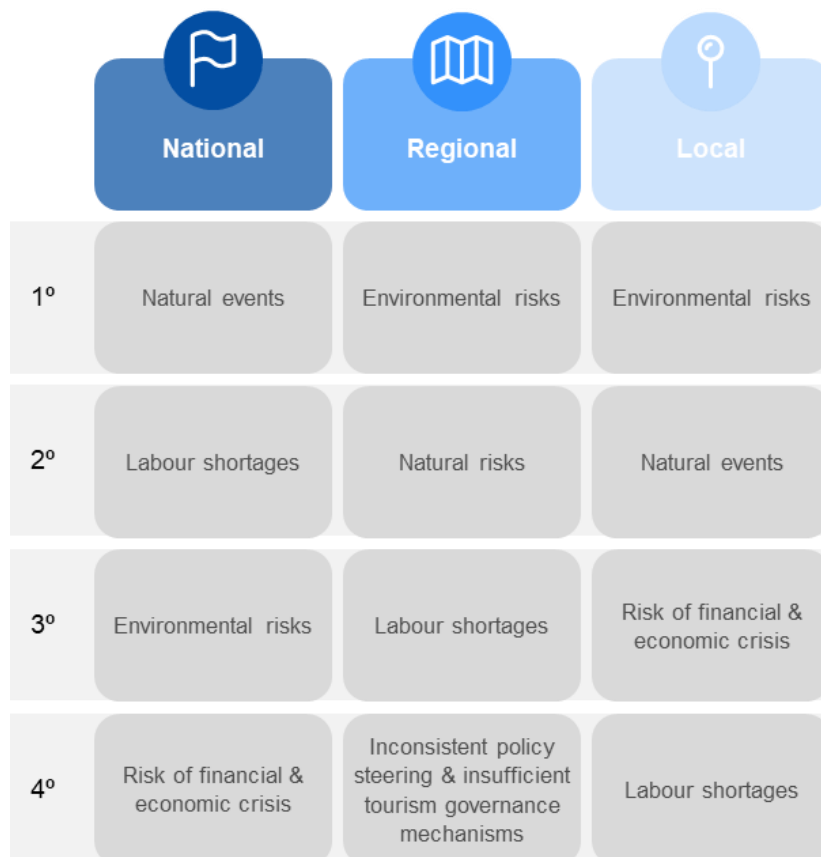 National
Regional
Local
1º
Natural events
Environmental risks
Environmental risks
2º
Labour shortages
Natural risks
Natural events
3º
Environmental risks
Labour shortages
Risk of financial &
economic crisis
4º
Risk of financial &
economic crisis
Inconsistent policy
steering & insufficient
tourism governance
mechanisms
Labour shortages